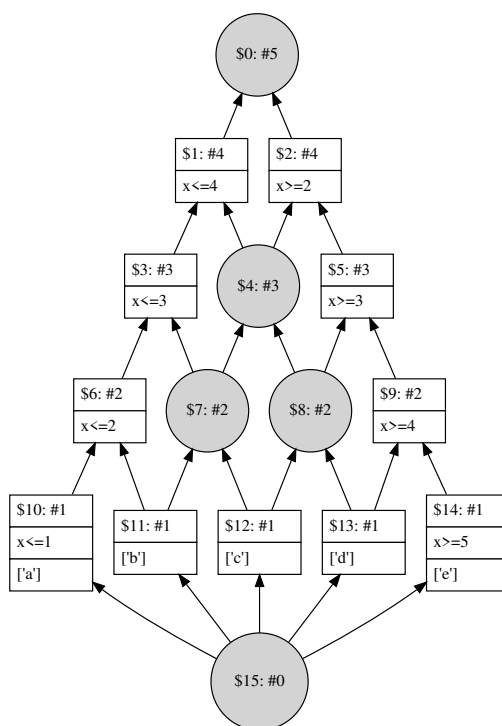 $0: #5
$1: #4
x<=4
$2: #4
x>=2
$3: #3
x<=3
$4: #3
$5: #3
x>=3
$6: #2
x<=2
$7: #2
$8: #2
$9: #2
x>=4
$10: #1
x<=1
['a']
$11: #1
['b']
$12: #1
['c']
$13: #1
['d']
$14: #1
x>=5
['e']
$15: #0